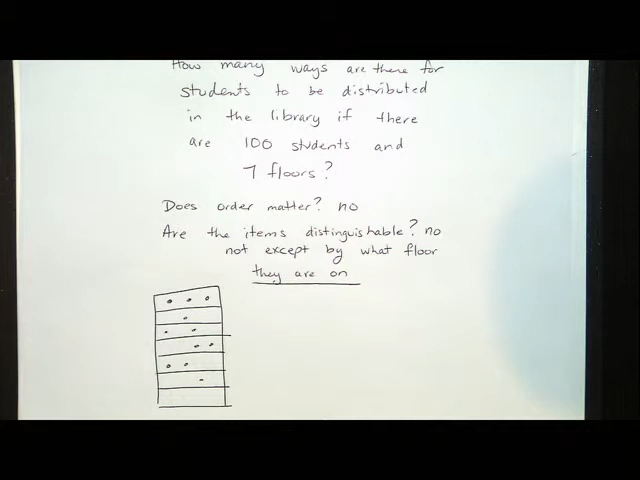 How many ways are there for
students to be distributed
in the library if there
are 100 students and
7 floors?
Does order matter? no
Are the items distinguishable? no
not except by what floor
they are on